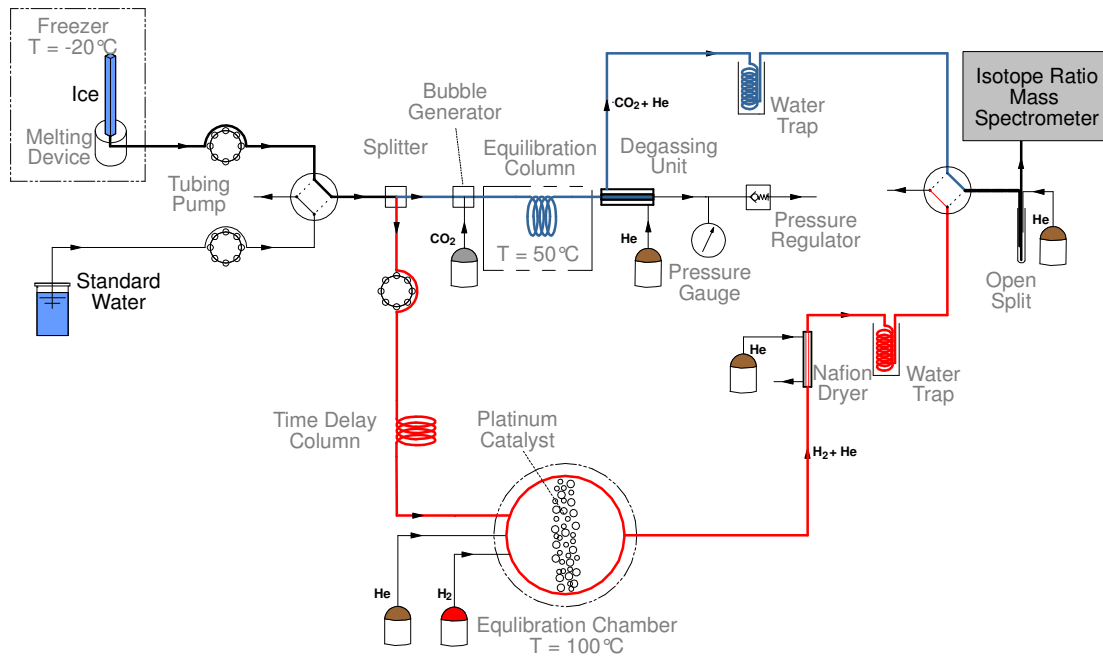 Freezer
T = -20°C
Ice
Melting
Device
Tubing
Pump
Standard
Water
Splitter
Bubble
Generator
CO2
Equilibration
Column
T = 50°C
CO2 + He
Degassing
Unit
He
Water
Trap
Pressure
Regulator
Pressure
Gauge
Isotope Ratio
Mass
Spectrometer
He
Open
Split
He
Nafion
Dryer
Water
Trap
H2 + He
Time Delay
Column
Platinum
Catalyst
He
H2
Equlibration Chamber
T = 100°C